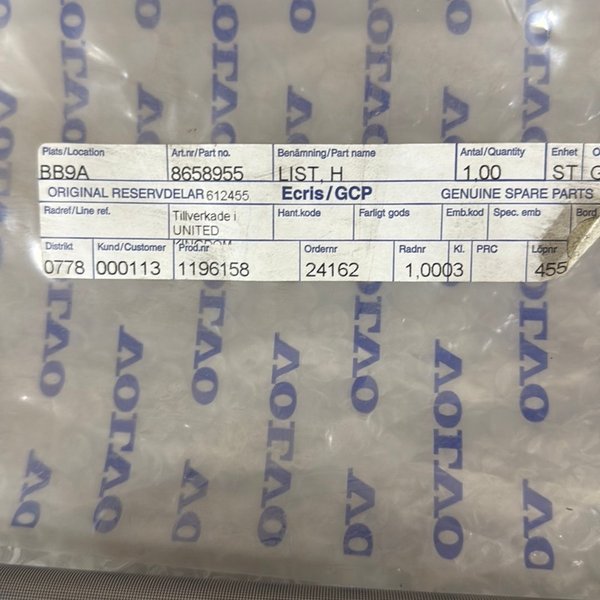 Plats/Location Art.nr/Part no. Benämning/Part name Antal/Quantity Enhet
BB9A 8658955 LIST, H 1,00 ST
ORIGINAL RESERVDELAR 612455 Ecris/GCP GENUINE SPARE PARTS
Radref/Line ref. Tillverkade i Hant.kode Farligt gods Emb.kod Spec. emb Bord
UNITED
KINGDOM
Distrikt Kund/Customer Prod.nr Ordernr Radnr Kl. PRC Löpnr
0778 000113 1196158 24162 1,0003 455
VOLVO
VOLVO
VOLVO
VOLVO
VOLVO
VOLVO